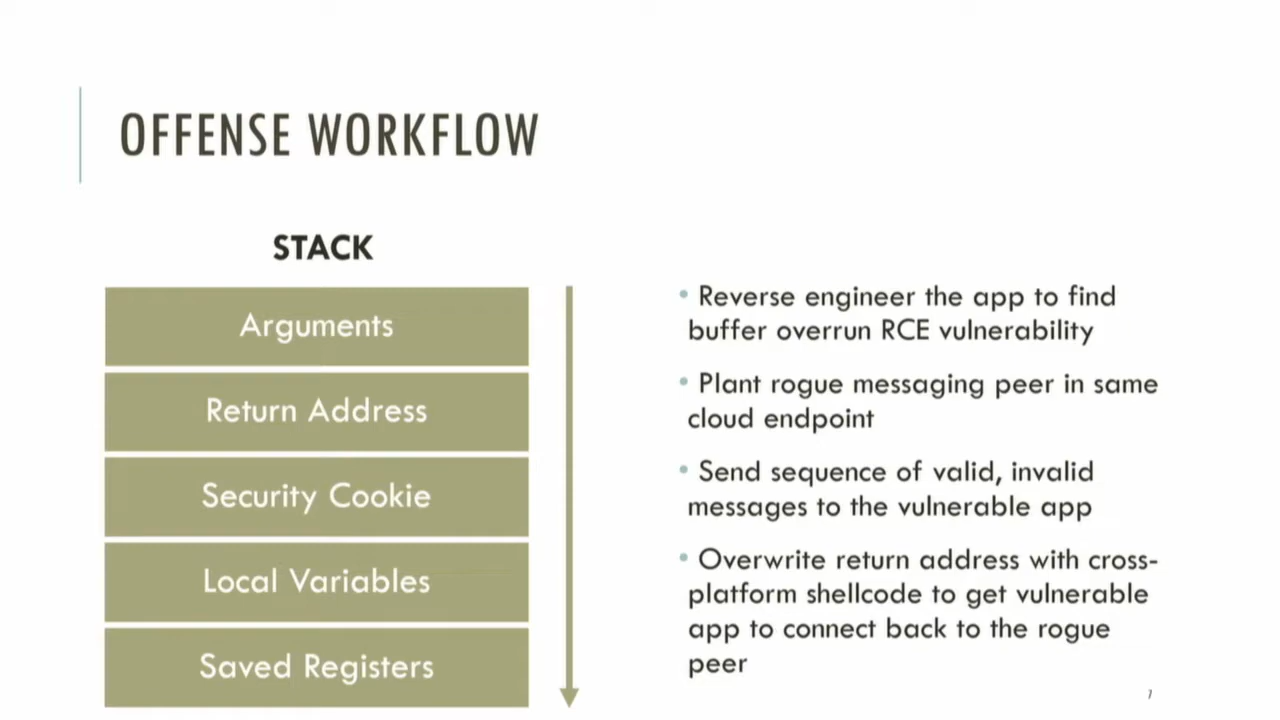 OFFENSE WORKFLOW
STACK
Arguments
Return Address
Security Cookie
Local Variables
Saved Registers
• Reverse engineer the app to find
buffer overrun RCE vulnerability
• Plant rogue messaging peer in same
cloud endpoint
• Send sequence of valid, invalid
messages to the vulnerable app
• Overwrite return address with cross-
platform shellcode to get vulnerable
app to connect back to the rogue
peer
7